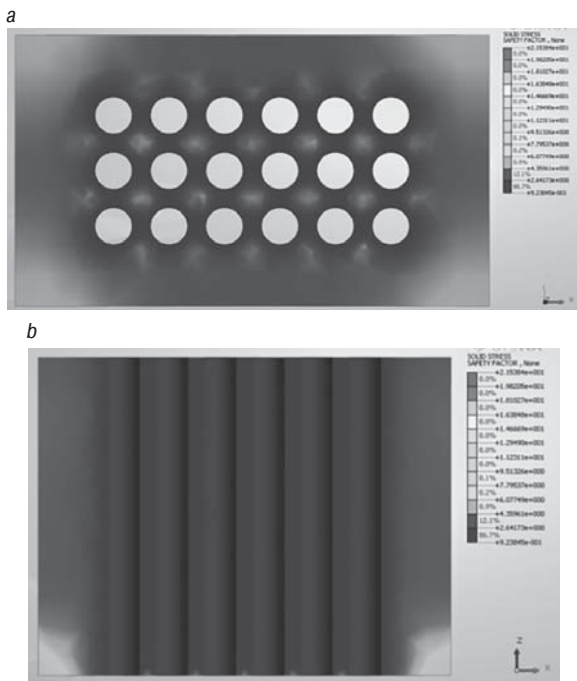 a
SOLID STRESS
SAFETY FACTOR , None
+2.15384e+001
0.0%
+1.98205e+001
0.0%
+1.81027e+001
0.0%
+1.63848e+001
0.0%
+1.46669e+001
0.0%
+1.29490e+001
0.0%
+1.12311e+001
0.0%
+9.51326e+000
0.1%
+7.79537e+000
0.2%
+6.07749e+000
0.9%
+4.35961e+000
12.1%
+2.64173e+000
86.7%
+9.23845e-001
X
b
SOLID STRESS
SAFETY FACTOR , None
+2.15384e+001
0.0%
+1.98205e+001
0.0%
+1.81027e+001
0.0%
+1.63848e+001
0.0%
+1.46669e+001
0.0%
+1.29490e+001
0.0%
+1.12311e+001
0.0%
+9.51326e+000
0.1%
+7.79537e+000
0.2%
+6.07749e+000
0.9%
+4.35961e+000
12.1%
+2.64173e+000
86.7%
+9.23845e-001
Z
X